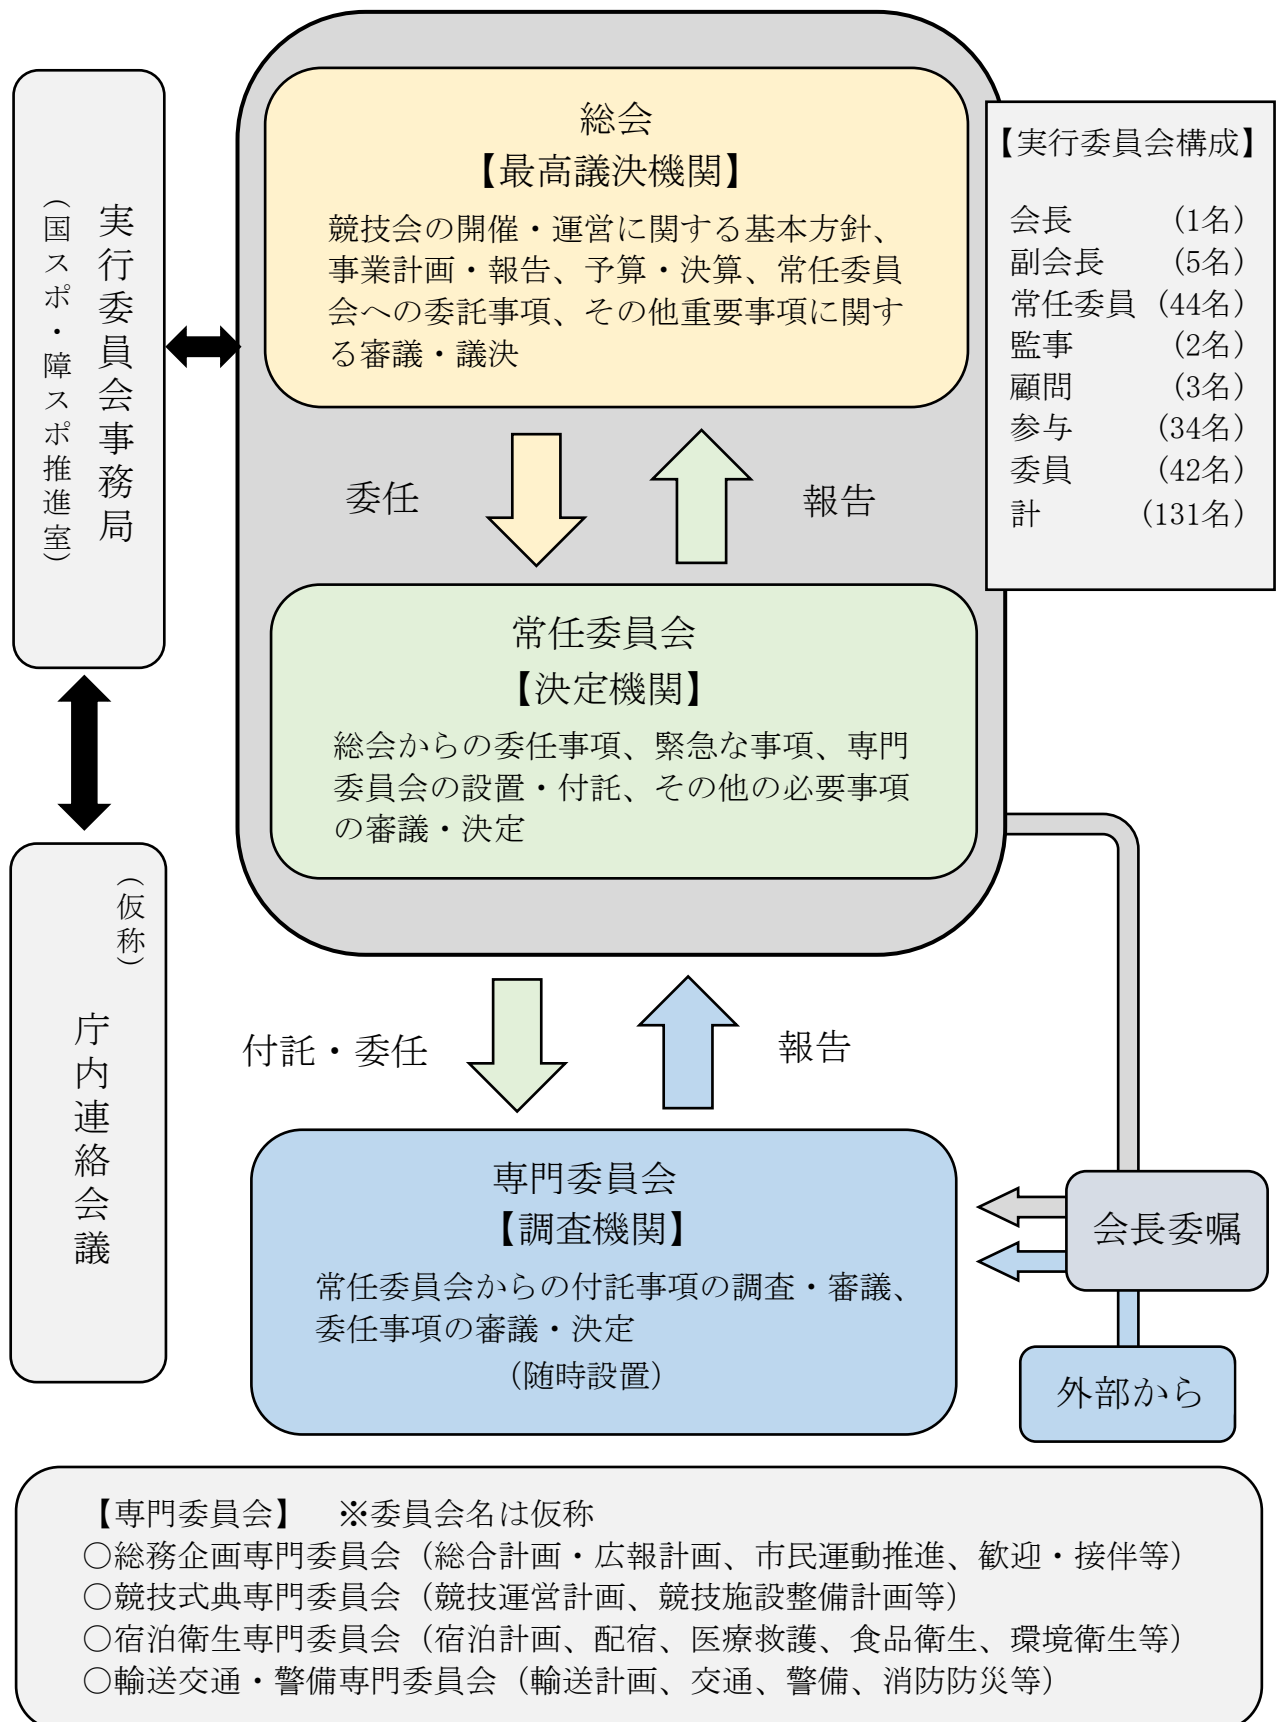 総会
【最高議決機関】
競技会の開催・運営に関する基本方針、
事業計画・報告、予算・決算、常任委員
会への委託事項、その他重要事項に関す
る審議・議決
【実行委員会構成】
会長 (1名)
副会長 (5名)
常任委員 (44名)
監事 (2名)
顧問 (3名)
参与 (34名)
委員 (42名)
計 (131名)
実行委員会事務局
(国スポ・障スポ推進室)
委任
報告
常任委員会
【決定機関】
総会からの委任事項、緊急な事項、専門
委員会の設置・付託、その他の必要事項
の審議・決定
(仮称)
庁内連絡会議
付託・委任
報告
専門委員会
【調査機関】
常任委員会からの付託事項の調査・審議、
委任事項の審議・決定
(随時設置)
会長委嘱
外部から
【専門委員会】 ※委員会名は仮称
○総務企画専門委員会(総合計画・広報計画、市民運動推進、歓迎・接伴等)
○競技式典専門委員会(競技運営計画、競技施設整備計画等)
○宿泊衛生専門委員会(宿泊計画、配宿、医療救護、食品衛生、環境衛生等)
○輸送交通・警備専門委員会(輸送計画、交通、警備、消防防災等)